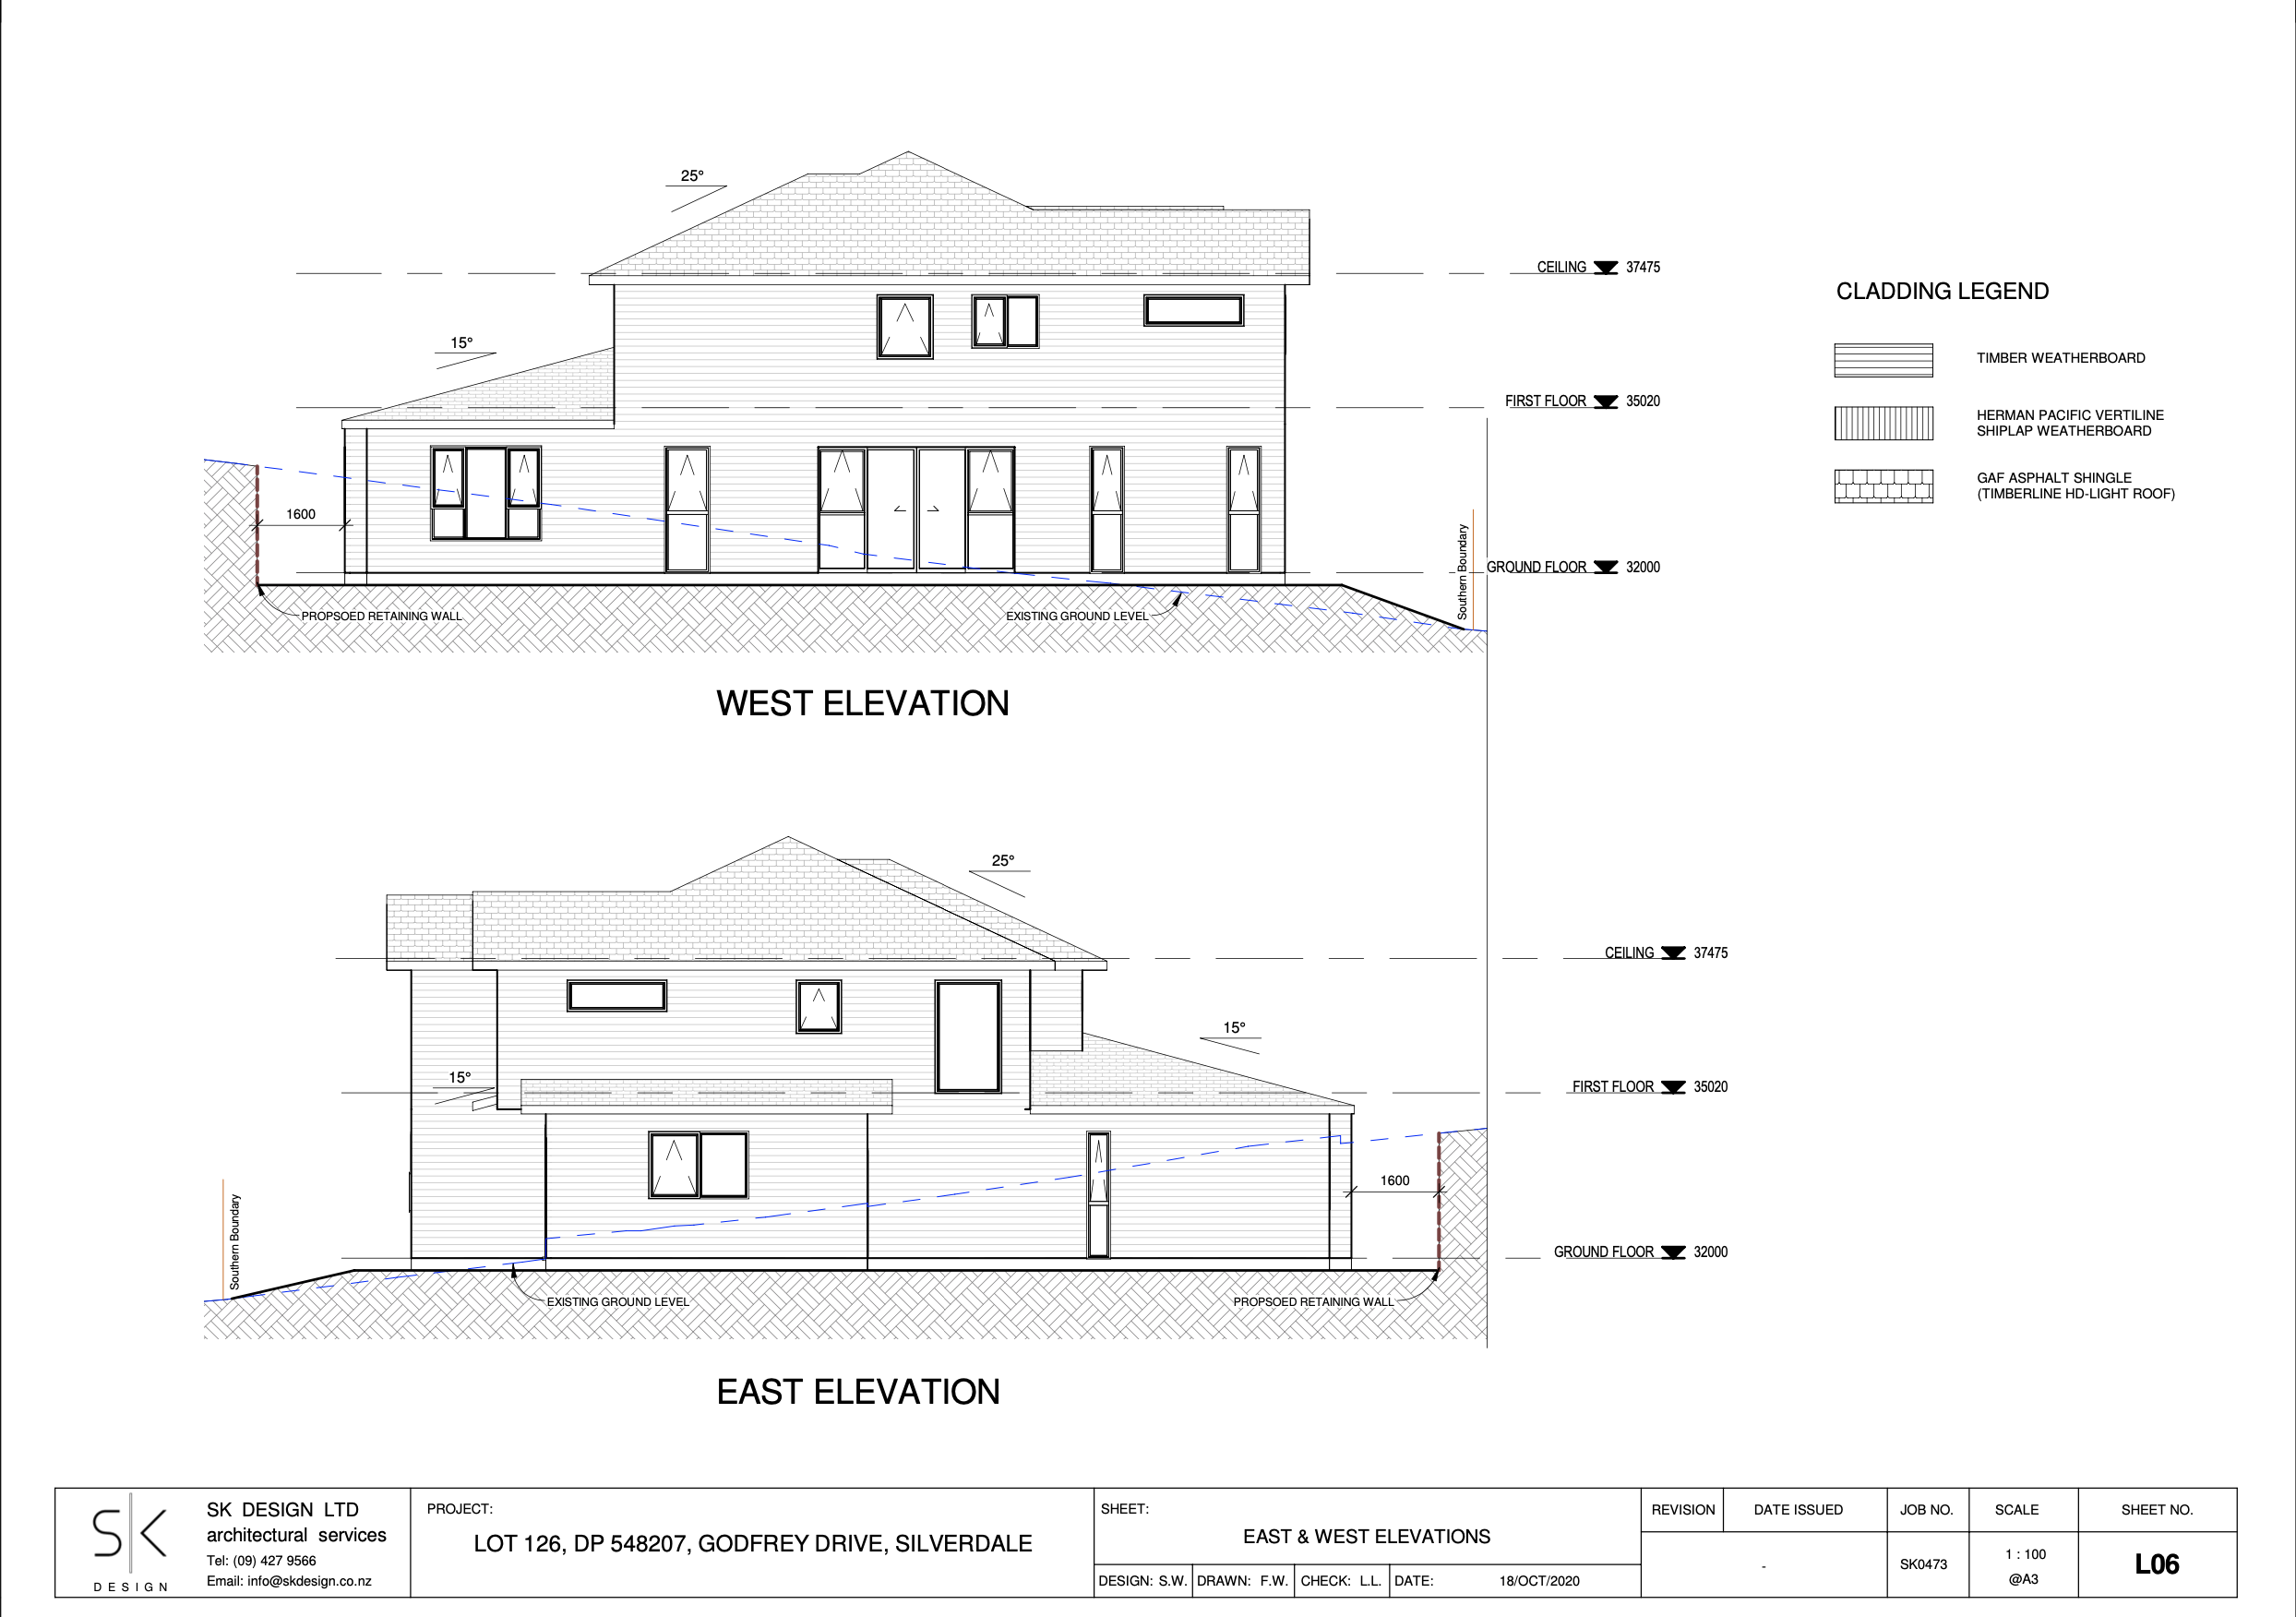 25°
CEILING 37475
15°
FIRST FLOOR 35020
1600
Southern Boundary
GROUND FLOOR 32000
PROPSOED RETAINING WALL
EXISTING GROUND LEVEL
WEST ELEVATION
CLADDING LEGEND
TIMBER WEATHERBOARD
HERMAN PACIFIC VERTILINE
SHIPLAP WEATHERBOARD
GAF ASPHALT SHINGLE
(TIMBERLINE HD-LIGHT ROOF)
25°
CEILING 37475
15°
15°
FIRST FLOOR 35020
1600
Southern Boundary
GROUND FLOOR 32000
EXISTING GROUND LEVEL
PROPSOED RETAINING WALL
EAST ELEVATION
SK
DESIGN
SK DESIGN LTD
architectural services
Tel: (09) 427 9566
Email: info@skdesign.co.nz
PROJECT:
LOT 126, DP 548207, GODFREY DRIVE, SILVERDALE
SHEET:
EAST & WEST ELEVATIONS
DESIGN: S.W. DRAWN: F.W. CHECK: L.L. DATE: 18/OCT/2020
REVISION DATE ISSUED
-
JOB NO.
SK0473
SCALE
1 : 100
@A3
SHEET NO.
L06